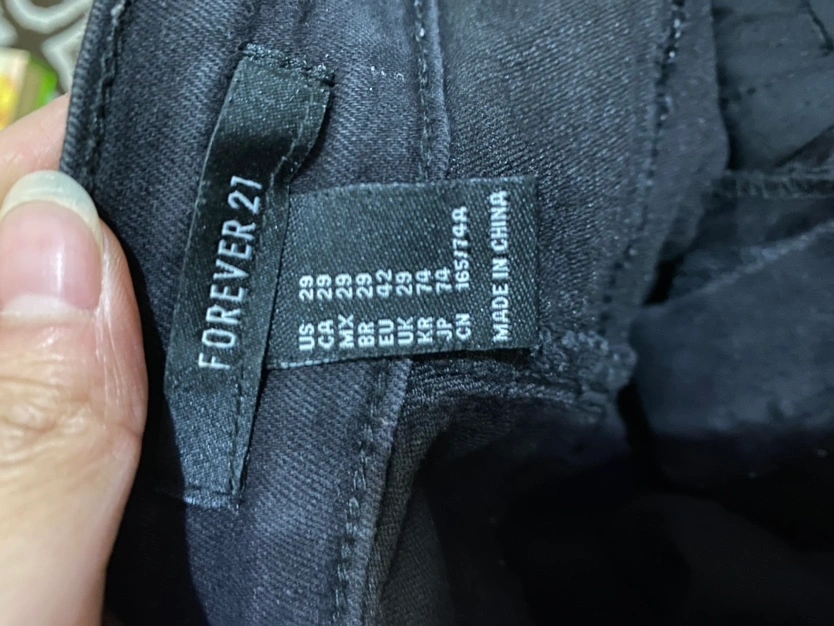 FOREVER 21
US 29
CA 29
MX 29
BR 29
EU 42
UK 29
KR 74
JP 74
CN 165/74A
MADE IN CHINA